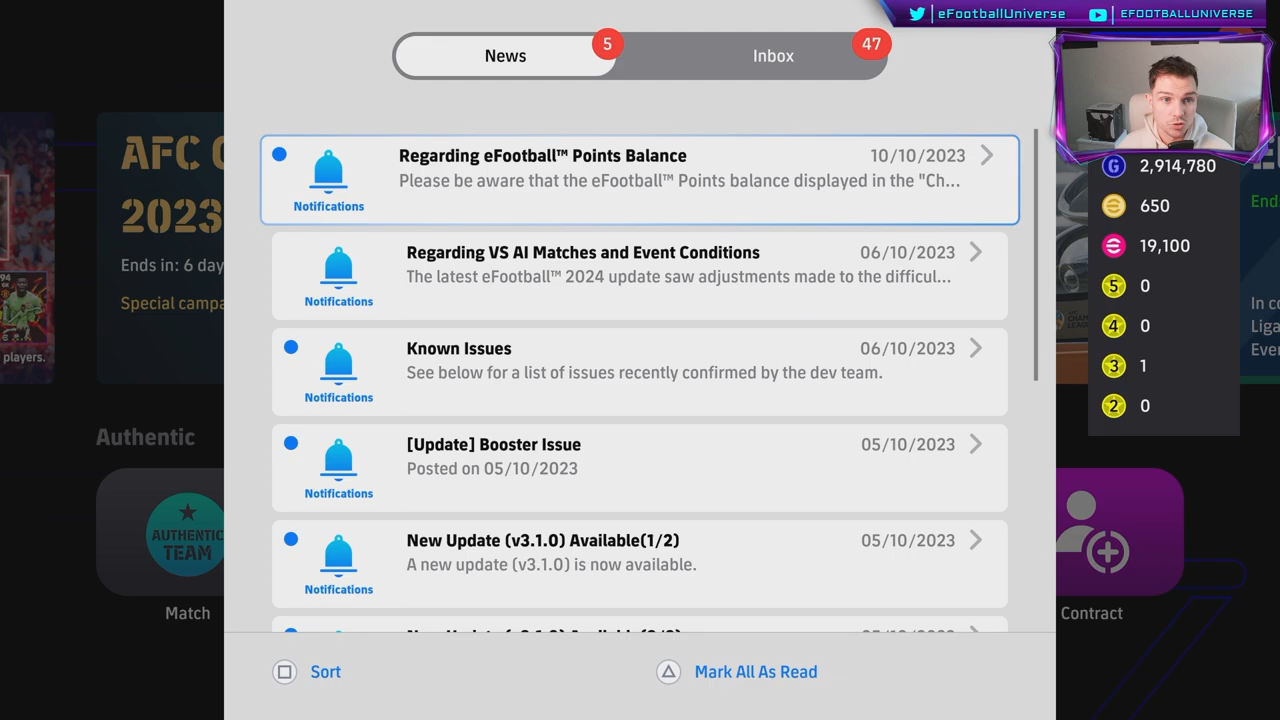 eFootballUniverse
EFOOTBALLUNIVERSE
News
5
Inbox
47
Regarding eFootball™ Points Balance
10/10/2023
Please be aware that the eFootball™ Points balance displayed in the "Ch...
Notifications
Regarding VS AI Matches and Event Conditions
06/10/2023
The latest eFootball™ 2024 update saw adjustments made to the difficul...
Notifications
Known Issues
06/10/2023
See below for a list of issues recently confirmed by the dev team.
Notifications
[Update] Booster Issue
05/10/2023
Posted on 05/10/2023
Notifications
New Update (v3.1.0) Available(1/2)
05/10/2023
A new update (v3.1.0) is now available.
Notifications
Sort
Mark All As Read
AFC
2023
Ends in: 6 day
Special campa
94
players.
Authentic
AUTHENTIC
TEAM
Match
G
2,914,780
650
19,100
5
0
4
0
3
1
2
0
End
In co
Liga
Eve
Contract